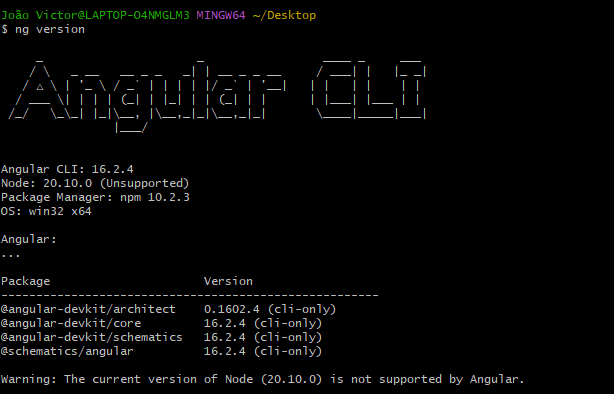 João Victor@LAPTOP-O4NMGLM3 MINGW64 ~/Desktop
$ ng version
Angular CLI
Angular CLI: 16.2.4
Node: 20.10.0 (Unsupported)
Package Manager: npm 10.2.3
OS: win32 x64
Angular:
...
Package Version
------------------------------------------------------
@angular-devkit/architect 0.1602.4 (cli-only)
@angular-devkit/core 16.2.4 (cli-only)
@angular-devkit/schematics 16.2.4 (cli-only)
@schematics/angular 16.2.4 (cli-only)
Warning: The current version of Node (20.10.0) is not supported by Angular.